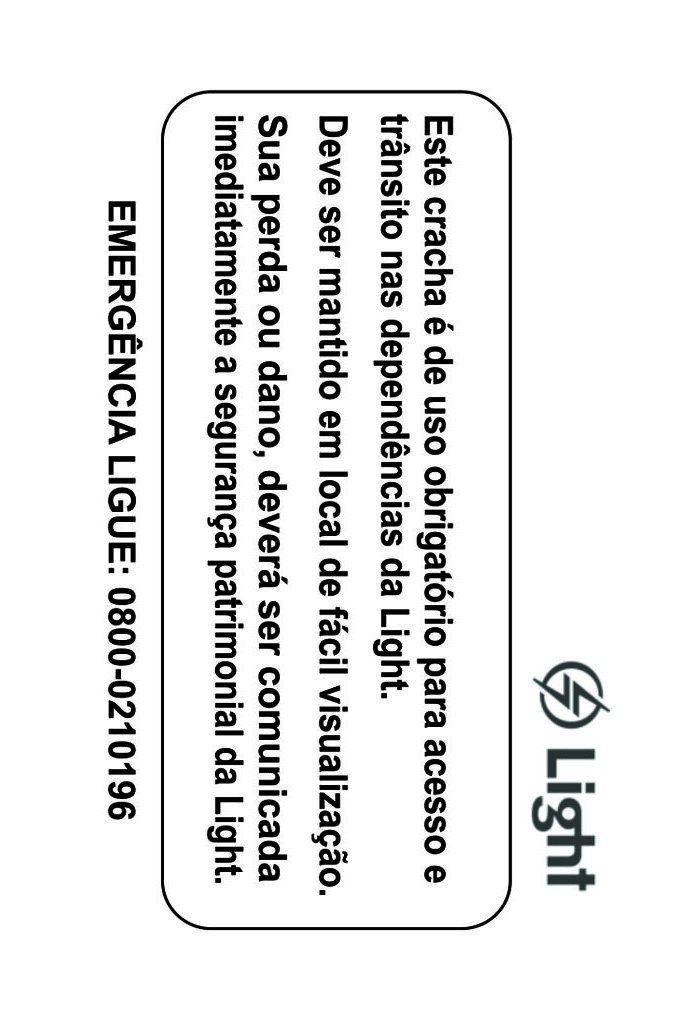 Light
Este cracha é de uso obrigatório para acesso e
trânsito nas dependências da Light.
Deve ser mantido em local de fácil visualização.
Sua perda ou dano, deverá ser comunicada
imediatamente a segurança patrimonial da Light.
EMERGÊNCIA LIGUE: 0800-0210196